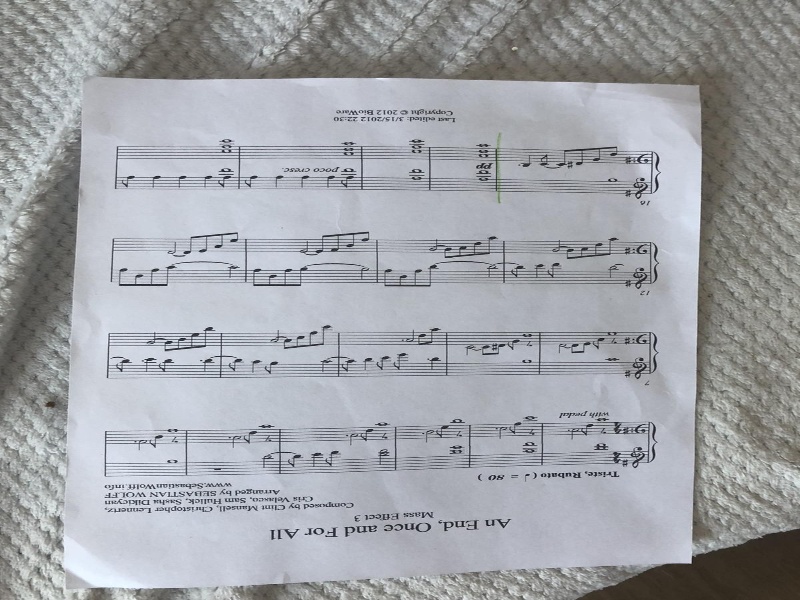 An End, Once and For All
Mass Effect 3
Composed by Clint Mansell, Christopher Lennertz,
Cris Velasco, Sam Hulick, Sasha Dikicyan
Arranged by SEBASTIAN WOLFF
www.SebastianWolff.info
Triste, Rubato (♩ = 80 )
with pedal
7
12
16
poco cresc.
Last edited: 3/15/2012 22:30
Copyright © 2012 BioWare